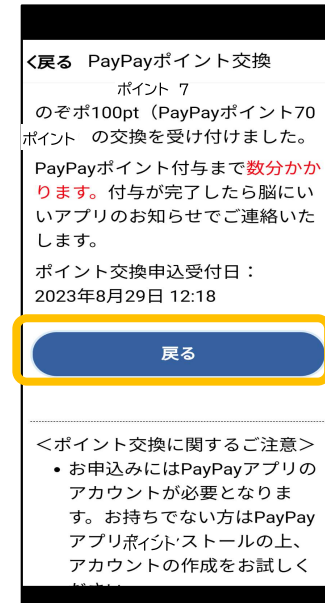 く戻る PayPayポイント交換
ポイント 7
のぞポ100pt（PayPayポイント70
ポイント の交換を受け付けました。
PayPayポイント付与まで数分かか
ります。付与が完了したら脳にい
いアプリのお知らせでご連絡いた
します。
ポイント交換申込受付日：
2023年8月29日 12:18
戻る
＜ポイント交換に関するご注意＞
• お申込みにはPayPayアプリの
アカウントが必要となりま
す。お持ちでない方はPayPay
アプリポイント・ストールの上、
アカウントの作成をお試しく